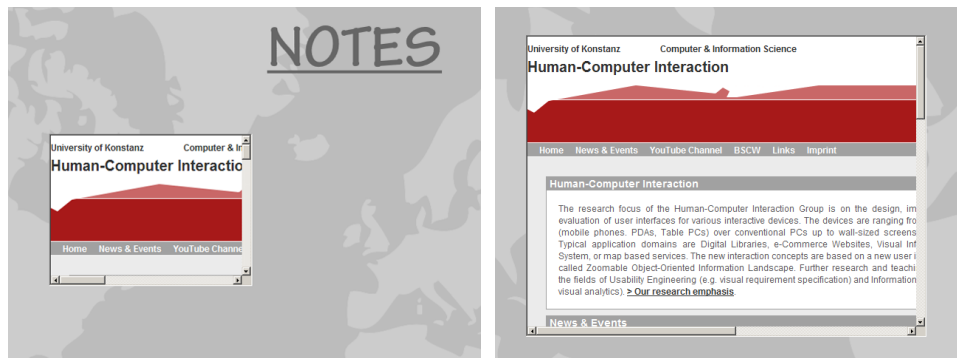 NOTES
University of Konstanz Computer & In
Human-Computer Interactio
Home News & Events YouTube Channe
University of Konstanz Computer & Information Science
Human-Computer Interaction
Home News & Events YouTube Channel BSCW Links Imprint
Human-Computer Interaction
The research focus of the Human-Computer Interaction Group is on the design, im
evaluation of user interfaces for various interactive devices. The devices are ranging fro
(mobile phones. PDAs, Table PCs) over conventional PCs up to wall-sized screens
Typical application domains are Digital Libraries, e-Commerce Websites, Visual Inf
System, or map based services. The new interaction concepts are based on a new user i
called Zoomable Object-Oriented Information Landscape. Further research and teachi
the fields of Usability Engineering (e.g. visual requirement specification) and Information
visual analytics). > Our research emphasis.
News & Events